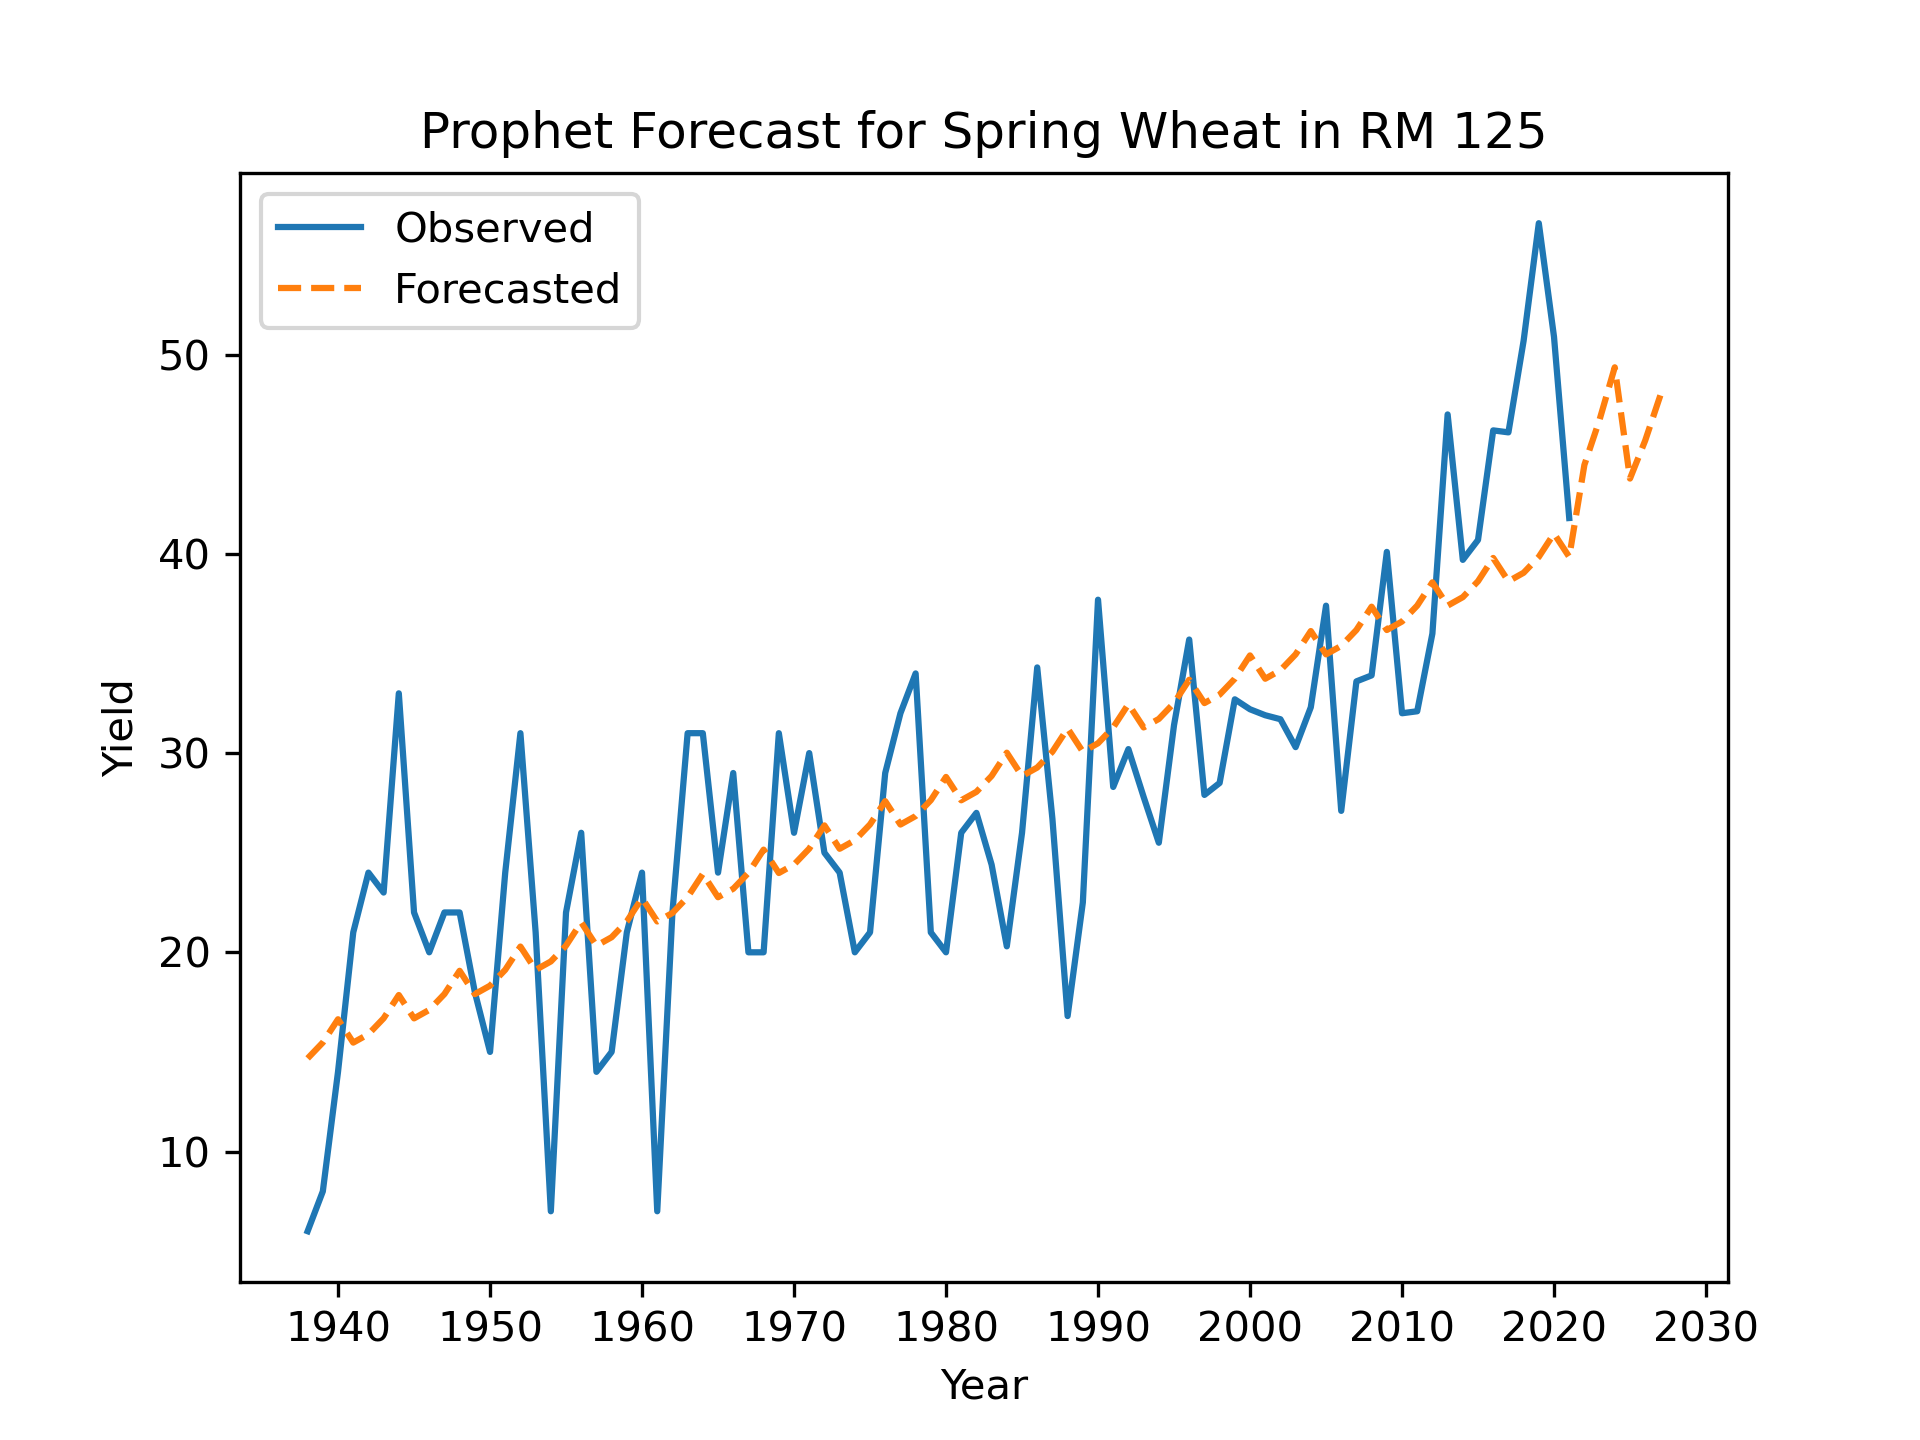 Prophet Forecast for Spring Wheat in RM 125
Observed
Forecasted
50
40
30
20
10
Yield
1940 1950 1960 1970 1980 1990 2000 2010 2020 2030
Year